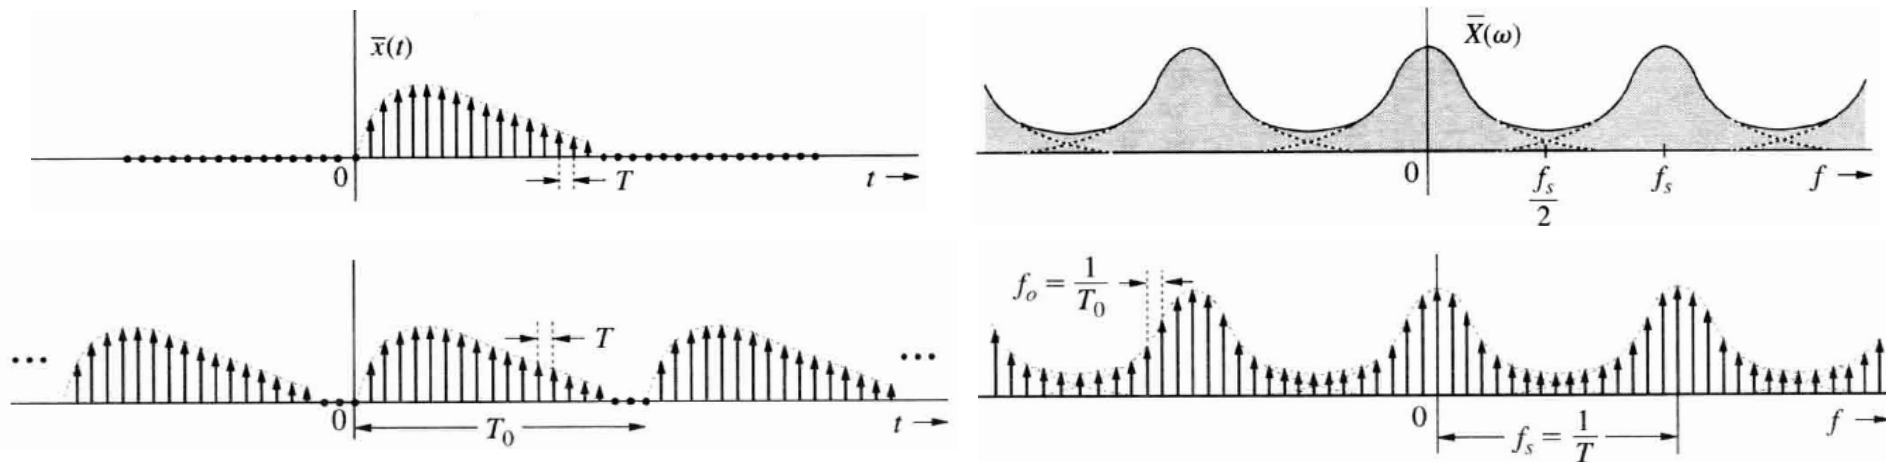 x̅(t)
0
T
t
X̅(ω)
0
f_s/2
f_s
f
...
T
...
0
T_0
t
f_o = 1/T_0
0
f_s = 1/T
f